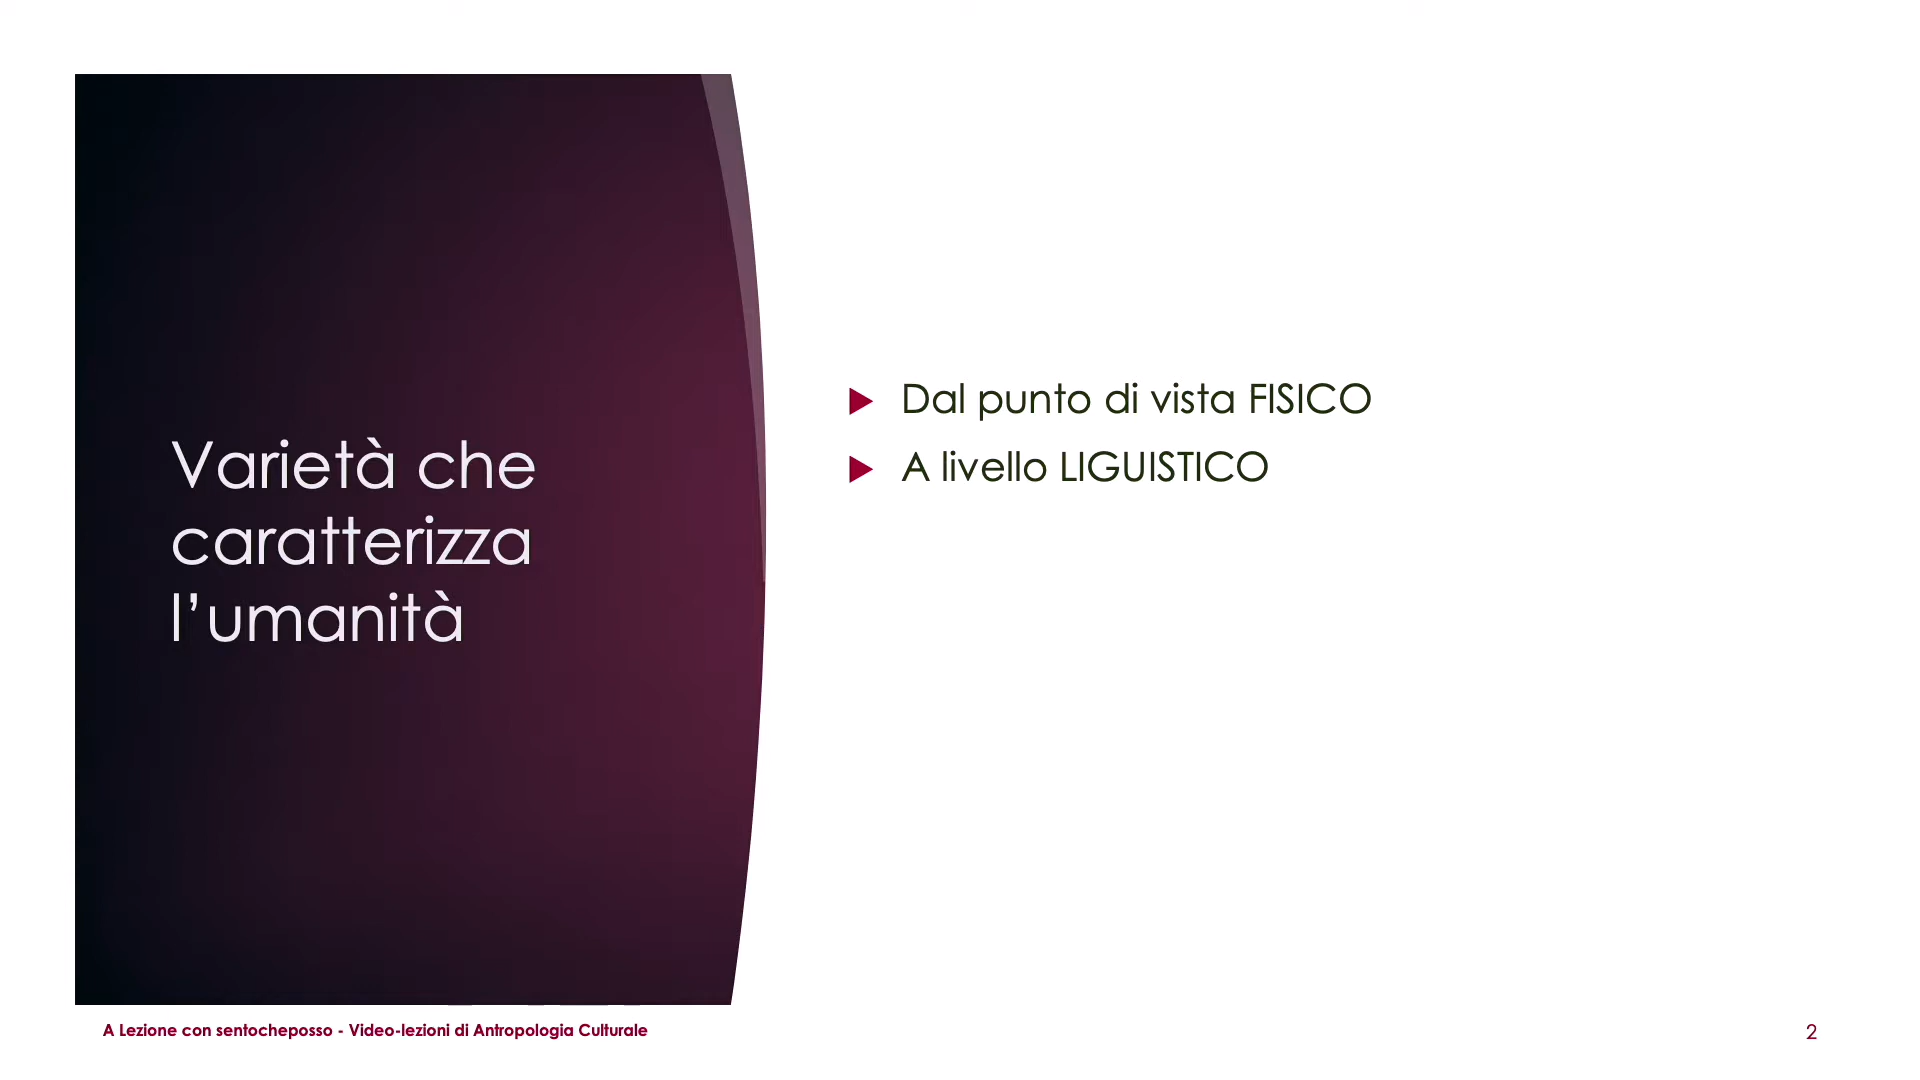 Varietà che
caratterizza
l’umanità
Dal punto di vista FISICO
A livello LIGUISTICO
A Lezione con sentocheposso - Video-lezioni di Antropologia Culturale
2